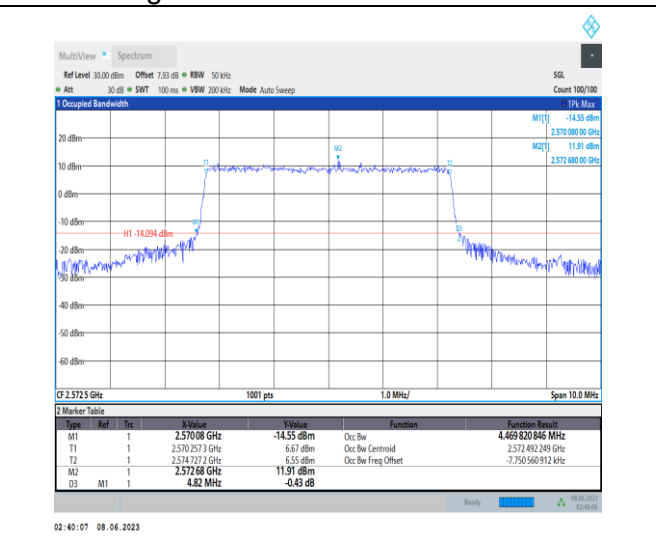 MultiView Spectrum
Ref Level 30.00 dBm Offset 7.93 dB RBW 50 kHz SGL
Att 30 dB SWT 100 ms VBW 200 kHz Mode Auto Sweep Count 100/100
1 Occupied Bandwidth 1Pk Max
M1[1] -14.55 dBm
2.570 080 00 GHz
M2[1] 11.91 dBm
2.572 680 00 GHz
20 dBm
M2
T1 T2
10 dBm
0 dBm
-10 dBm
M1
H1 -14.094 dBm
D3
-20 dBm
-30 dBm
-40 dBm
-50 dBm
-60 dBm
CF 2.572 5 GHz 1001 pts 1.0 MHz/ Span 10.0 MHz
2 Marker Table
Type Ref Trc X-Value Y-Value Function Function Result
M1 1 2.570 08 GHz -14.55 dBm Occ Bw 4.469 820 846 MHz
T1 1 2.570 257 3 GHz 6.67 dBm Occ Bw Centroid 2.572 492 249 GHz
T2 1 2.574 727 2 GHz 6.55 dBm Occ Bw Freq Offset -7.750 560 912 kHz
M2 1 2.572 68 GHz 11.91 dBm
D3 M1 1 4.82 MHz -0.43 dB
Ready 08.06.2023
02:40:06
02:40:07 08.06.2023